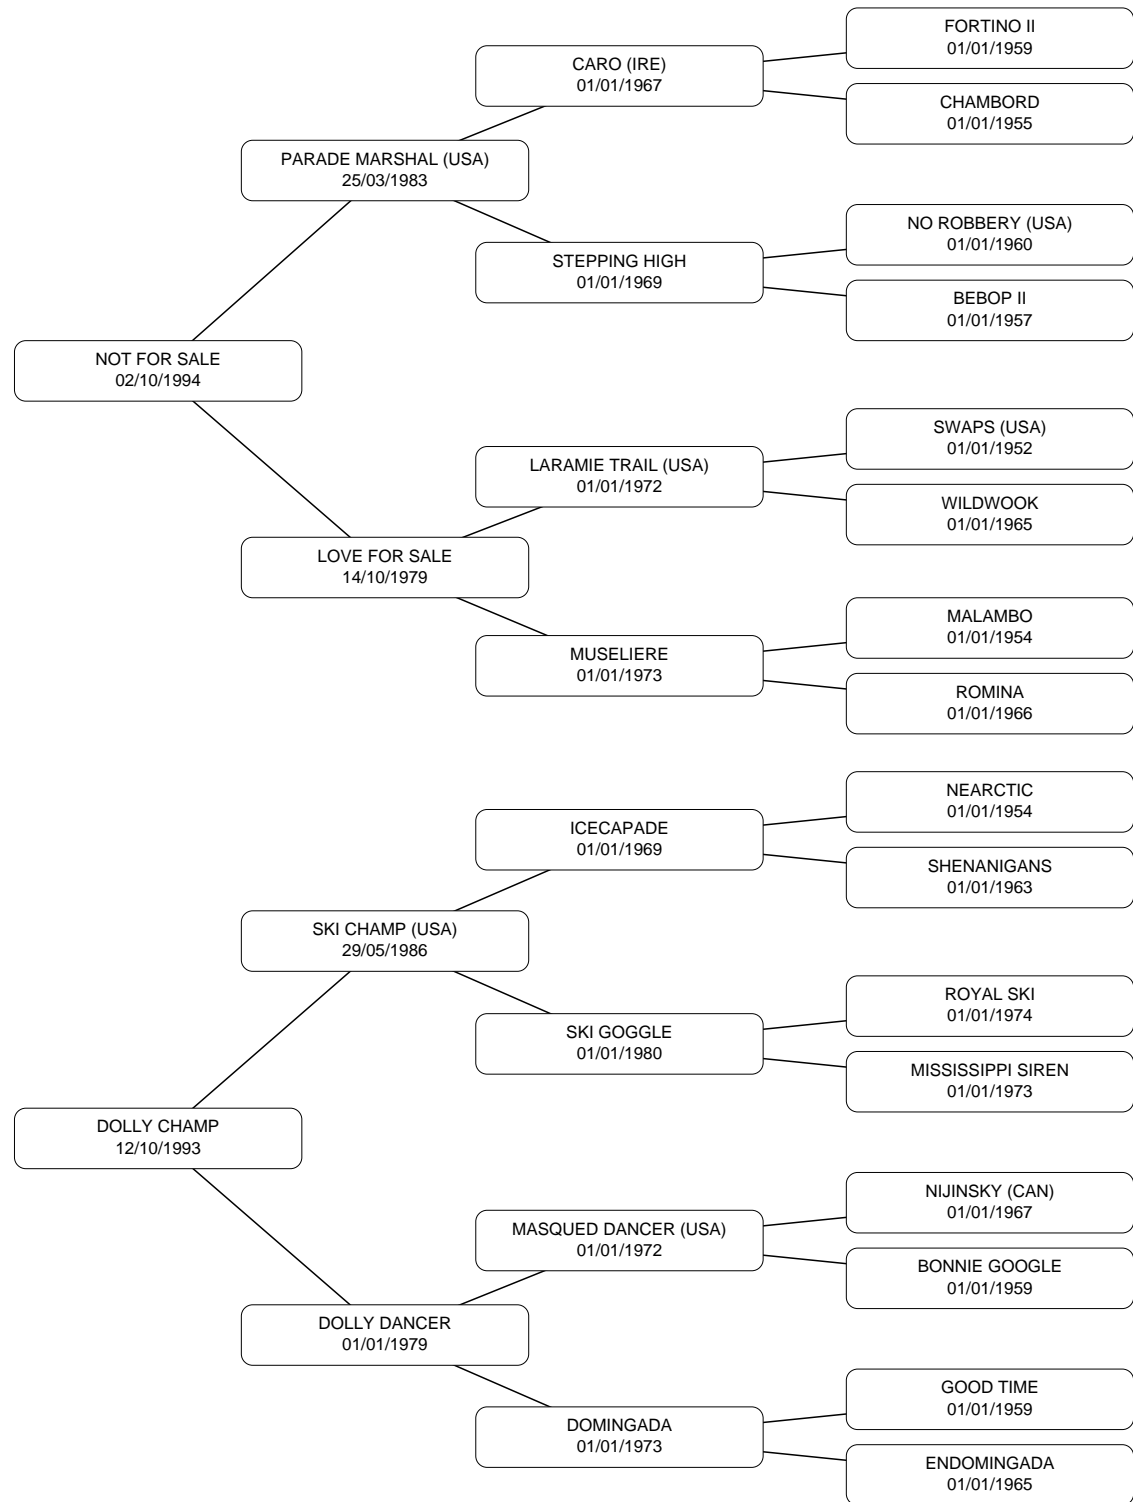 FORTINO II
01/01/1959
CARO (IRE)
01/01/1967
CHAMBORD
01/01/1955
PARADE MARSHAL (USA)
25/03/1983
NO ROBBERY (USA)
01/01/1960
STEPPING HIGH
01/01/1969
BEBOP II
01/01/1957
NOT FOR SALE
02/10/1994
SWAPS (USA)
01/01/1952
LARAMIE TRAIL (USA)
01/01/1972
WILDWOOK
01/01/1965
LOVE FOR SALE
14/10/1979
MALAMBO
01/01/1954
MUSELIERE
01/01/1973
ROMINA
01/01/1966
NEARCTIC
01/01/1954
ICECAPADE
01/01/1969
SHENANIGANS
01/01/1963
SKI CHAMP (USA)
29/05/1986
ROYAL SKI
01/01/1974
SKI GOGGLE
01/01/1980
MISSISSIPPI SIREN
01/01/1973
DOLLY CHAMP
12/10/1993
NIJINSKY (CAN)
01/01/1967
MASQUED DANCER (USA)
01/01/1972
BONNIE GOOGLE
01/01/1959
DOLLY DANCER
01/01/1979
GOOD TIME
01/01/1959
DOMINGADA
01/01/1973
ENDOMINGADA
01/01/1965